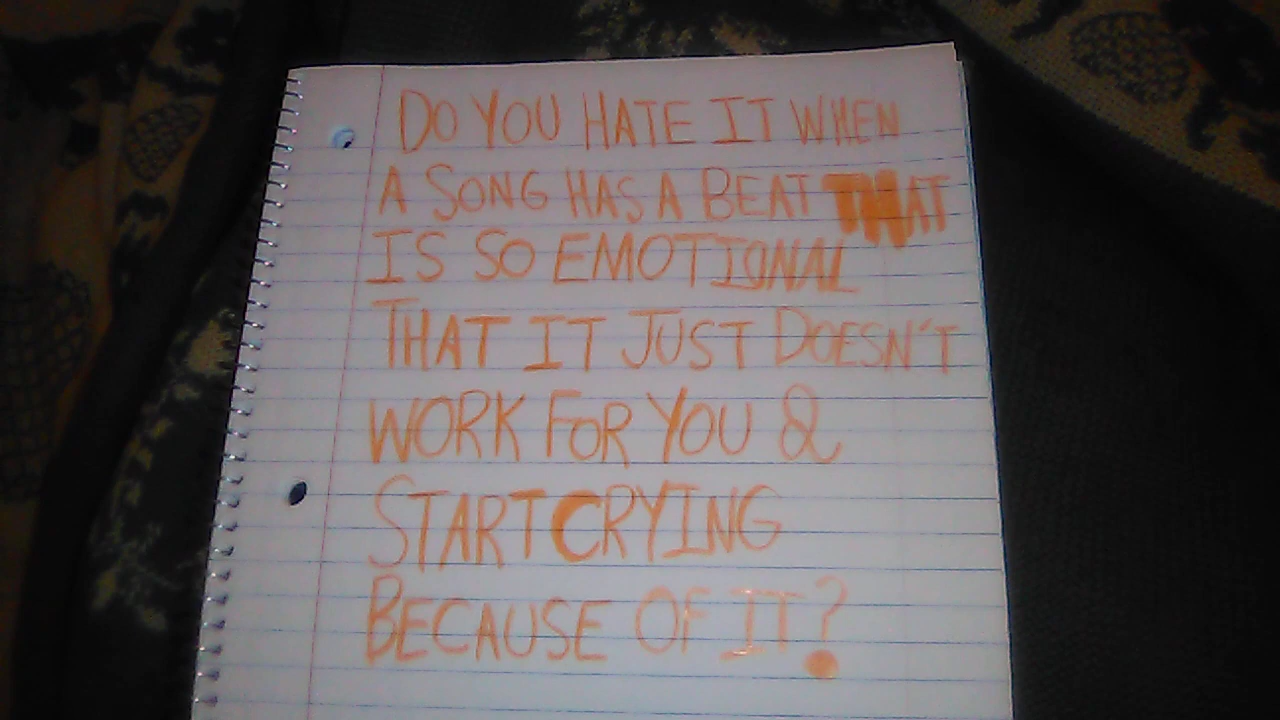 DO YOU HATE IT WHEN
A SONG HAS A BEAT THAT
IS SO EMOTIONAL
THAT IT JUST DOESN'T
WORK FOR YOU &
START CRYING
BECAUSE OF IT?